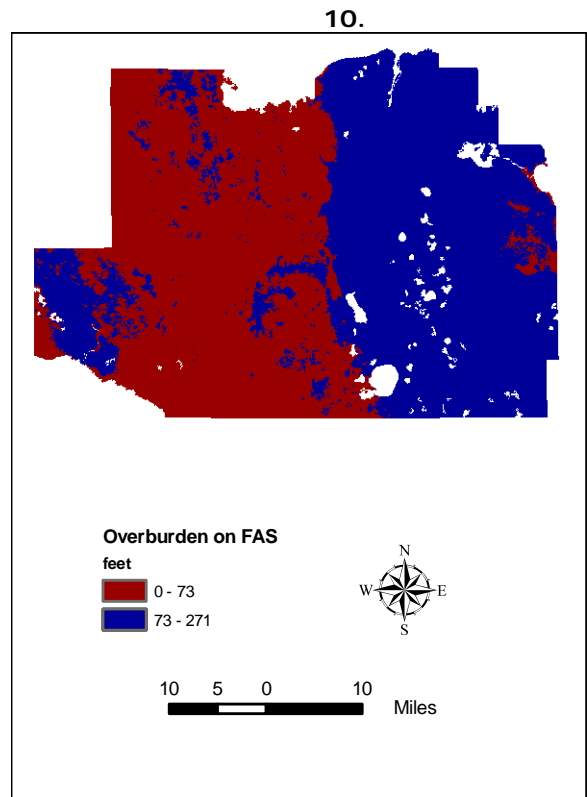 10.
Overburden on FAS
feet
0 - 73
73 - 271
N
W E
S
10 5 0 10
Miles